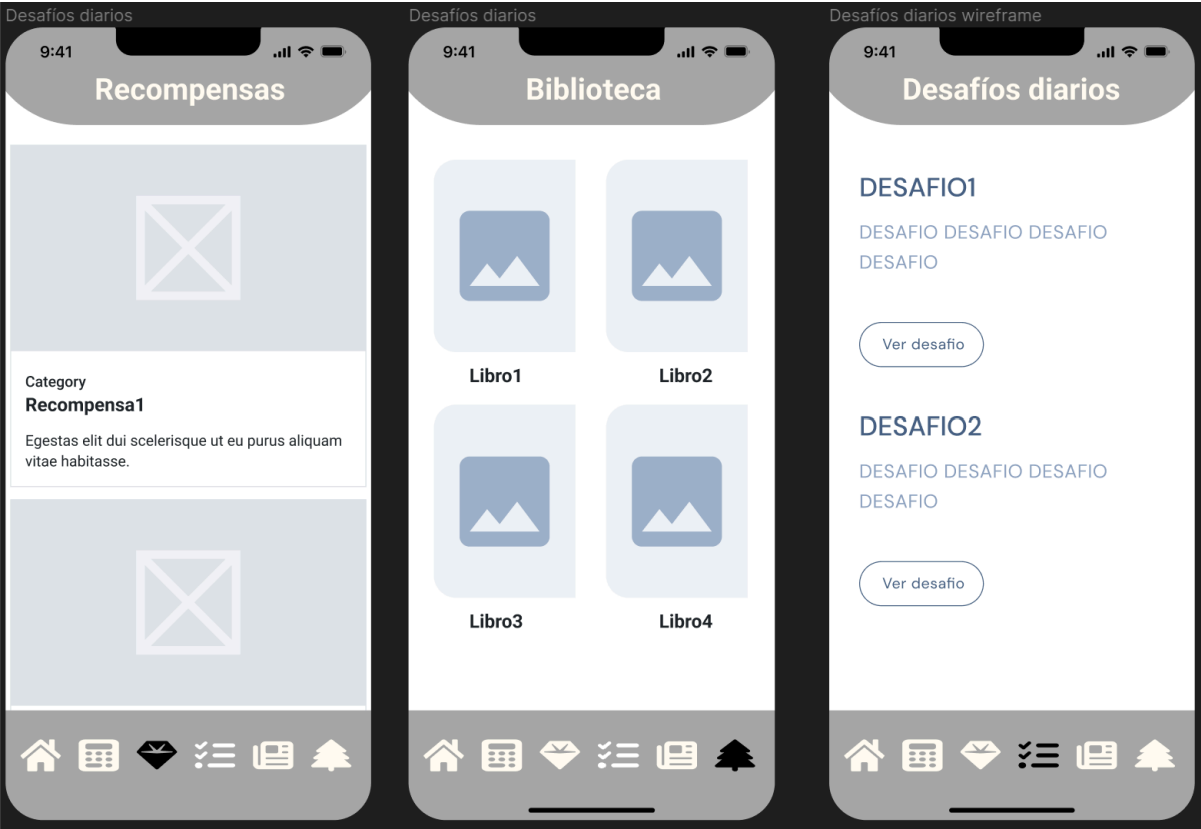 Desafíos diarios
9:41
Recompensas
Category
Recompensa1
Egestas elit dui scelerisque ut eu purus aliquam
vitae habitasse.
Desafíos diarios
9:41
Biblioteca
Libro1
Libro2
Libro3
Libro4
Desafíos diarios wireframe
9:41
Desafíos diarios
DESAFIO1
DESAFIO DESAFIO DESAFIO
DESAFIO
Ver desafio
DESAFIO2
DESAFIO DESAFIO DESAFIO
DESAFIO
Ver desafio